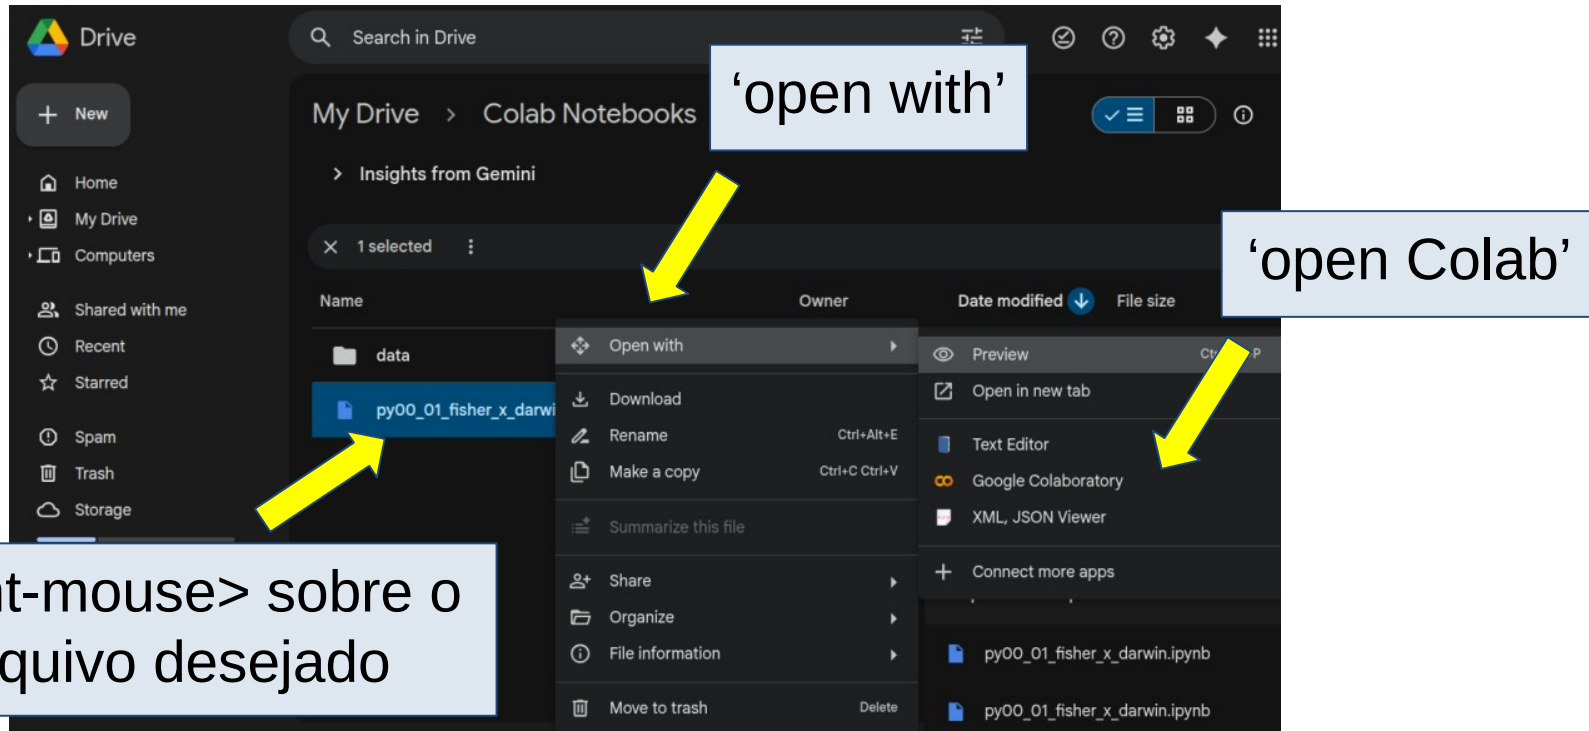 Drive
Search in Drive
‘open with’
New
My Drive > Colab Notebooks
Insights from Gemini
Home
My Drive
Computers
1 selected
‘open Colab’
Shared with me
Recent
Starred
Name Owner Date modified File size
data
py00_01_fisher_x_darwi
Open with
Download
Rename Ctrl+Alt+E
Make a copy Ctrl+C Ctrl+V
Summarize this file
Share
Organize
File information
Move to trash Delete
Preview
Open in new tab
Text Editor
Google Colaboratory
XML, JSON Viewer
Connect more apps
Spam
Trash
Storage
t-mouse> sobre o
quivo desejado
py00_01_fisher_x_darwin.ipynb
py00_01_fisher_x_darwin.ipynb